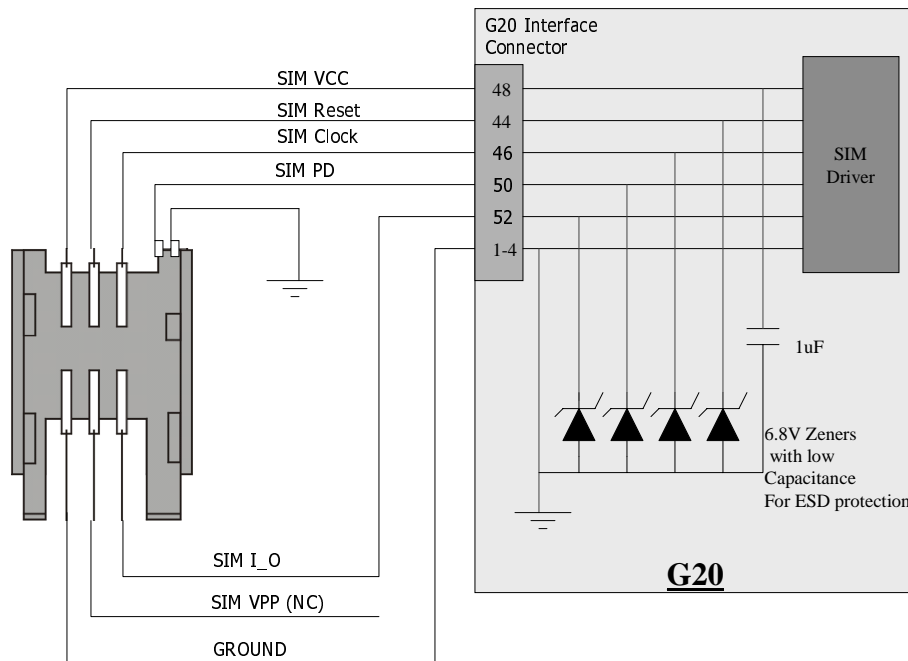 G20 Interface
Connector
SIM VCC
48
SIM Reset
44
SIM Clock
46
SIM PD
50
52
1-4
SIM
Driver
1uF
6.8V Zeners
with low
Capacitance
For ESD protection
SIM I_O
SIM VPP (NC)
GROUND
G20